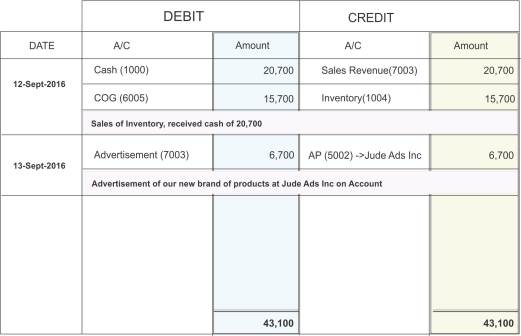 DEBIT CREDIT
DATE A/C Amount A/C Amount
12-Sept-2016
Cash (1000) 20,700 Sales Revenue(7003) 20,700
COG (6005) 15,700 Inventory(1004) 15,700
Sales of Inventory, received cash of 20,700
13-Sept-2016
Advertisement (7003) 6,700 AP (5002) ->Jude Ads Inc 6,700
Advertisement of our new brand of products at Jude Ads Inc on Account
43,100 43,100